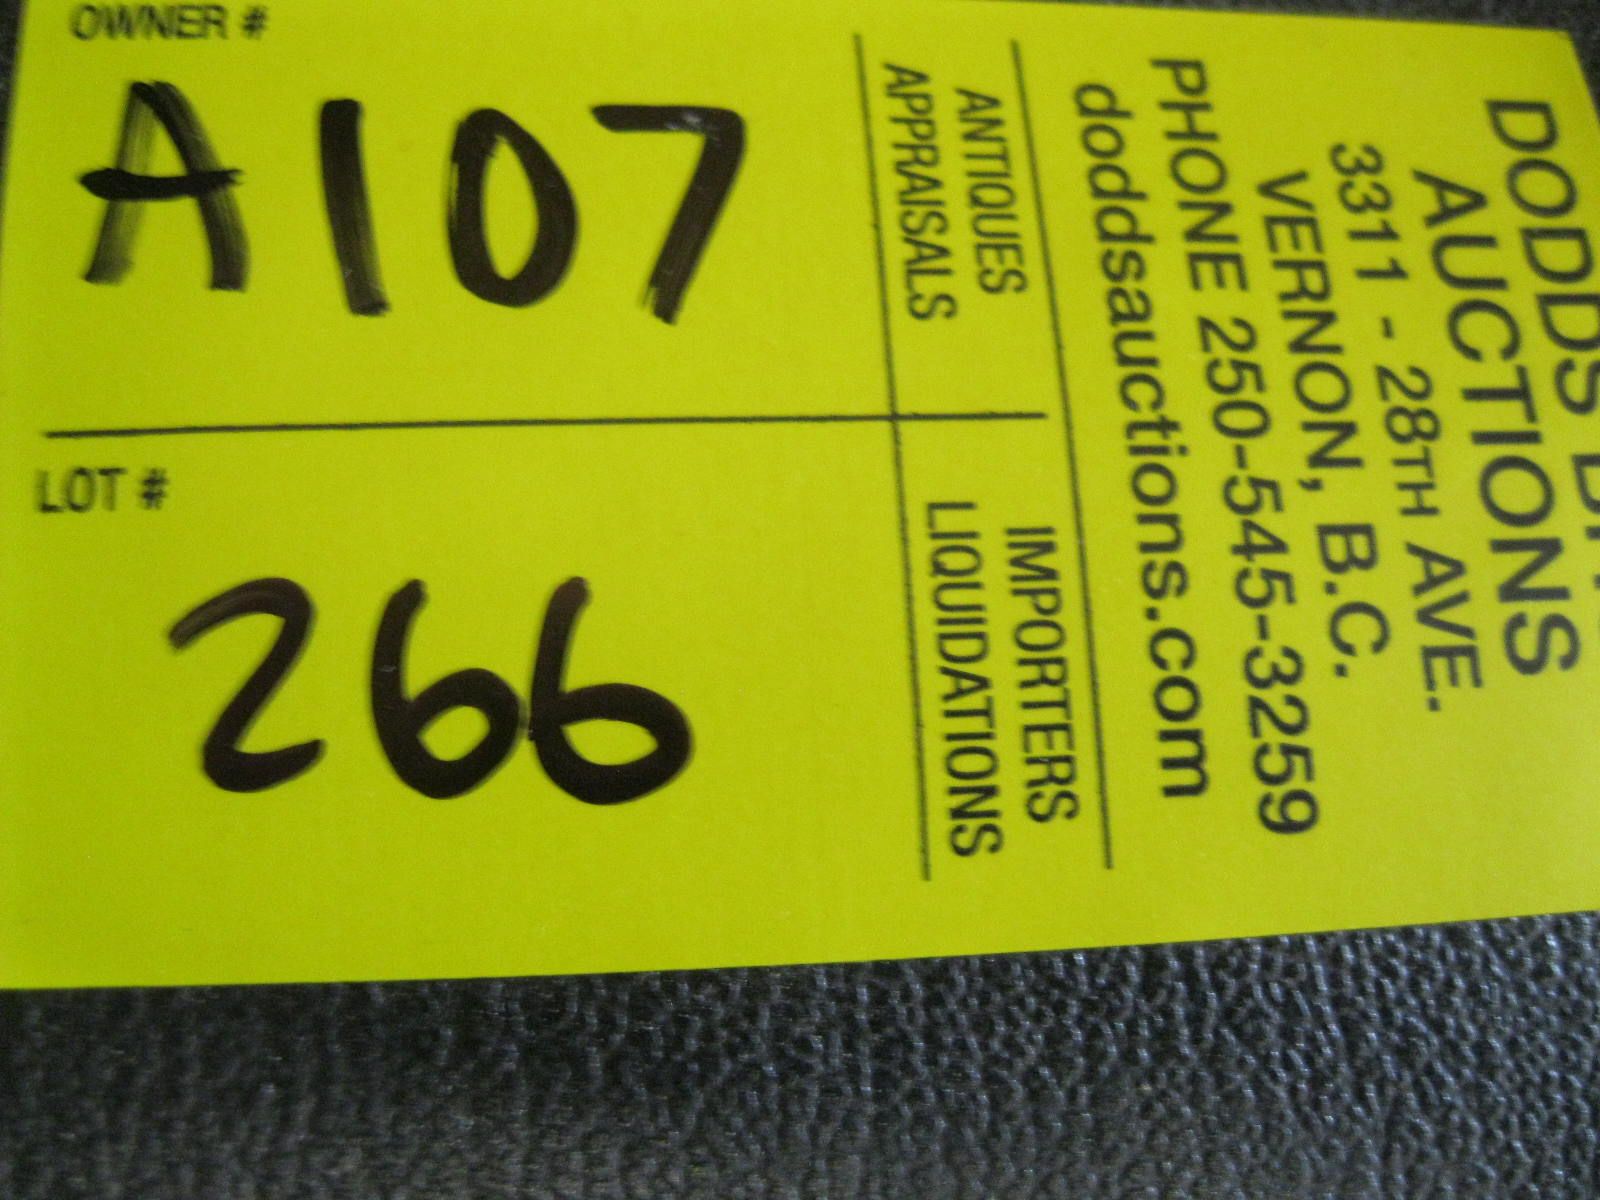 DODDS
AUCTIONS
3311 - 28TH AVE.
VERNON, B.C.
PHONE 250-545-3259
doddsauctions.com
ANTIQUES
APPRAISALS
IMPORTERS
LIQUIDATIONS
OWNER #
A107
LOT #
266